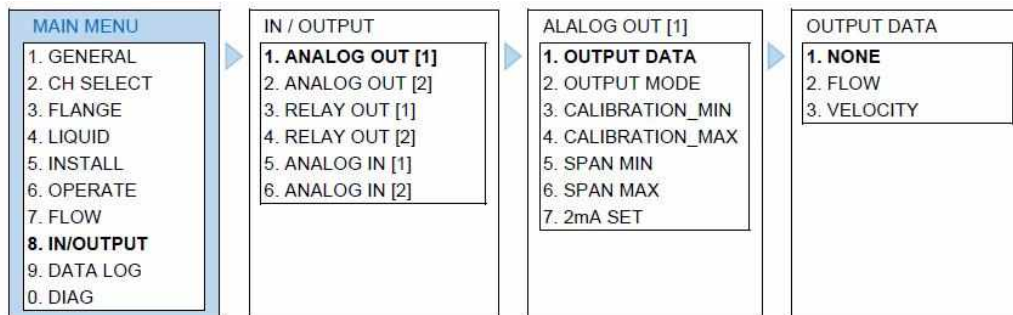 MAIN MENU
1. GENERAL
2. CH SELECT
3. FLANGE
4. LIQUID
5. INSTALL
6. OPERATE
7. FLOW
8. IN/OUTPUT
9. DATA LOG
0. DIAG
IN / OUTPUT
1. ANALOG OUT [1]
2. ANALOG OUT [2]
3. RELAY OUT [1]
4. RELAY OUT [2]
5. ANALOG IN [1]
6. ANALOG IN [2]
ALALOG OUT [1]
1. OUTPUT DATA
2. OUTPUT MODE
3. CALIBRATION_MIN
4. CALIBRATION_MAX
5. SPAN MIN
6. SPAN MAX
7. 2mA SET
OUTPUT DATA
1. NONE
2. FLOW
3. VELOCITY